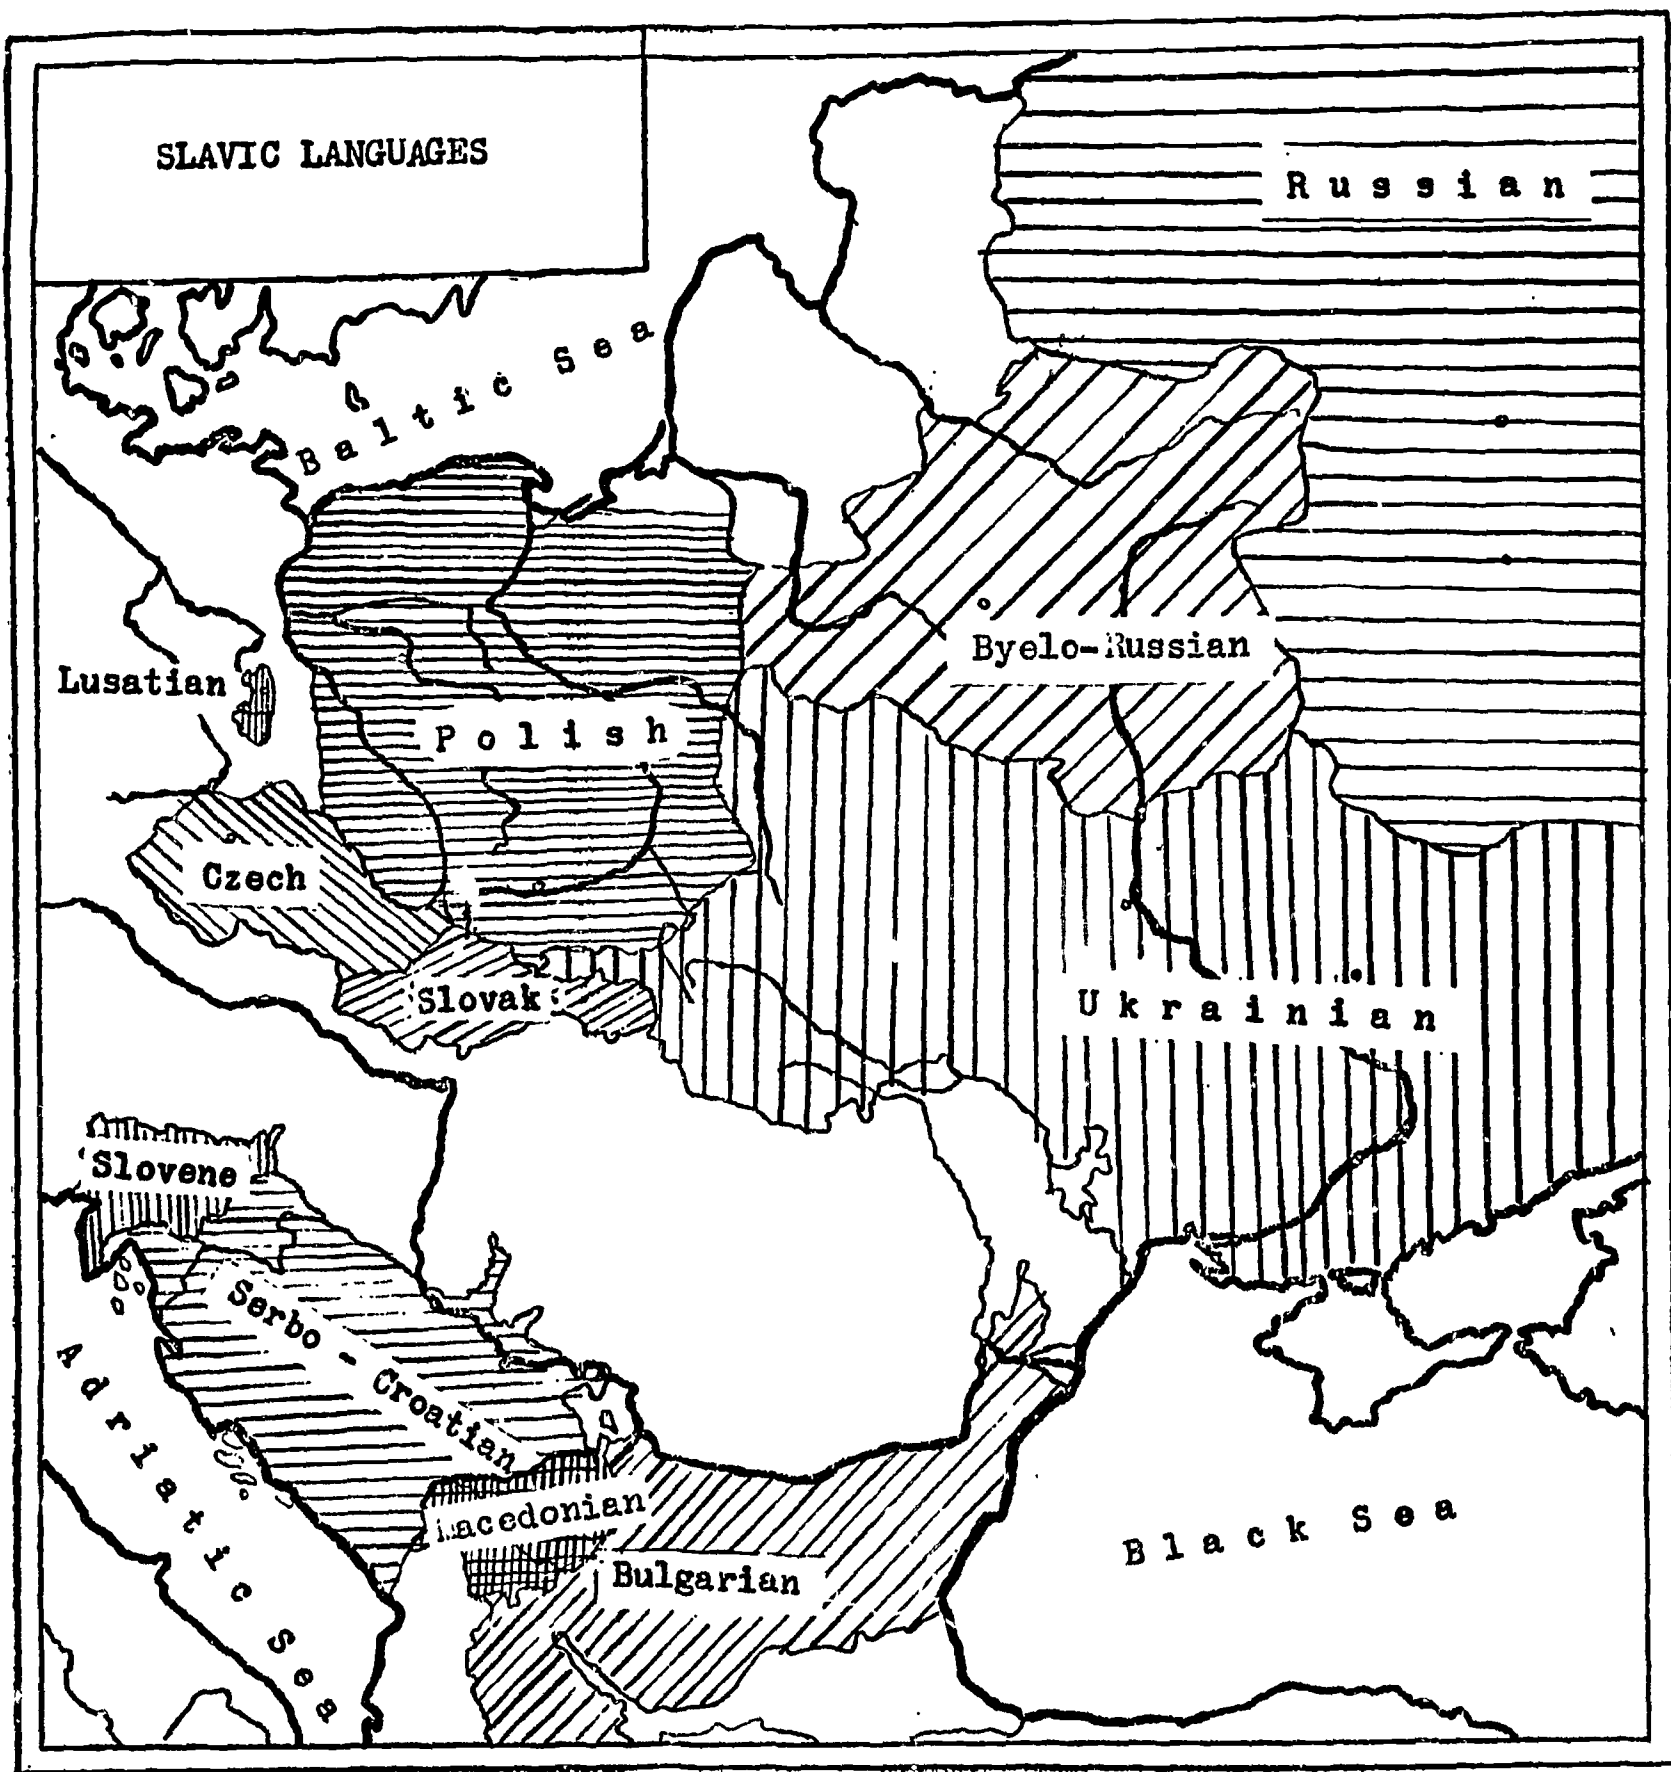 SLAVIC LANGUAGES
Russian
Baltic Sea
Byelo-Russian
Lusatian
Polish
Czech
Slovak
Ukrainian
Slovene
Serbo - Croatian
Adriatic Sea
Macedonian
Black Sea
Bulgarian